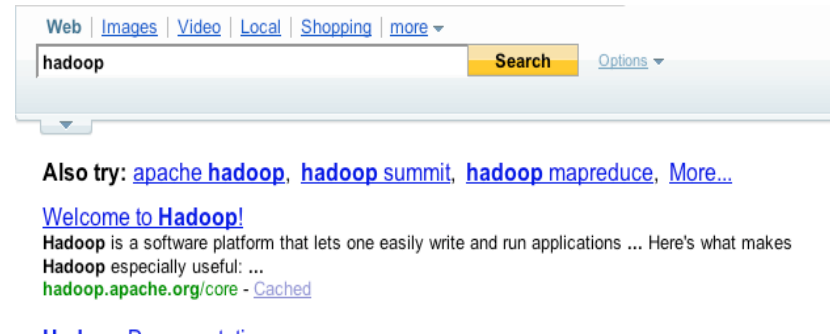 Web | Images | Video | Local | Shopping | more
hadoop Search Options
Also try: apache hadoop, hadoop summit, hadoop mapreduce, More...
Welcome to Hadoop!
Hadoop is a software platform that lets one easily write and run applications ... Here's what makes
Hadoop especially useful: ...
hadoop.apache.org/core - Cached